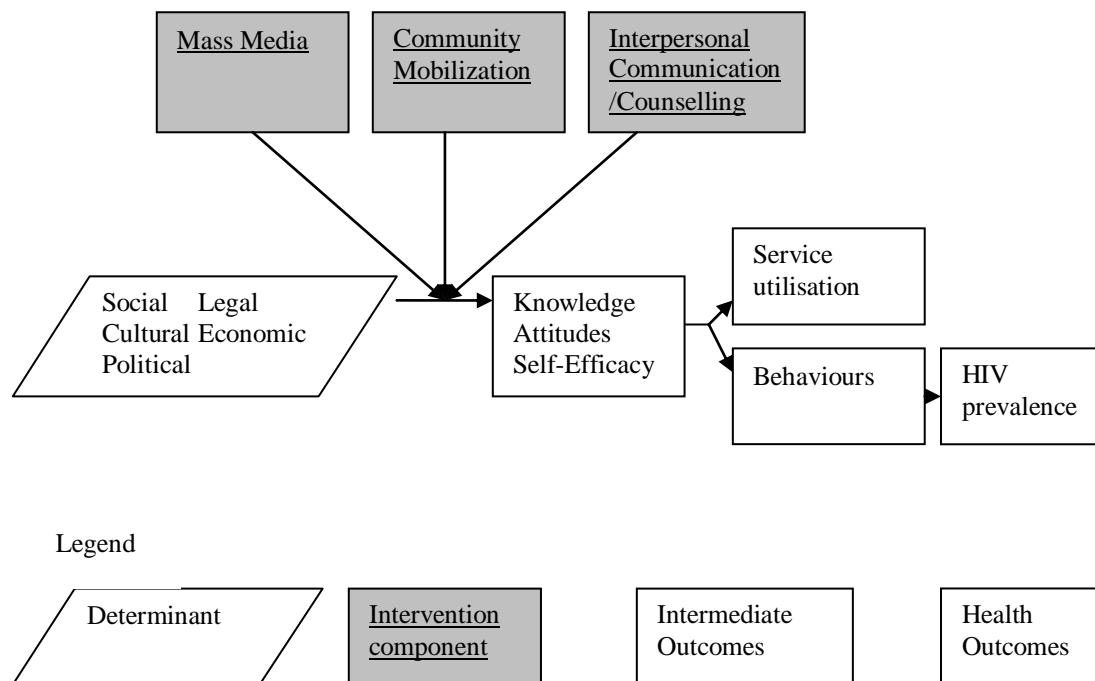 Mass Media
Community
Mobilization
Interpersonal
Communication
/Counselling
Social Legal
Cultural Economic
Political
Knowledge
Attitudes
Self-Efficacy
Service
utilisation
Behaviours
HIV
prevalence
Legend
Determinant
Intervention
component
Intermediate
Outcomes
Health
Outcomes